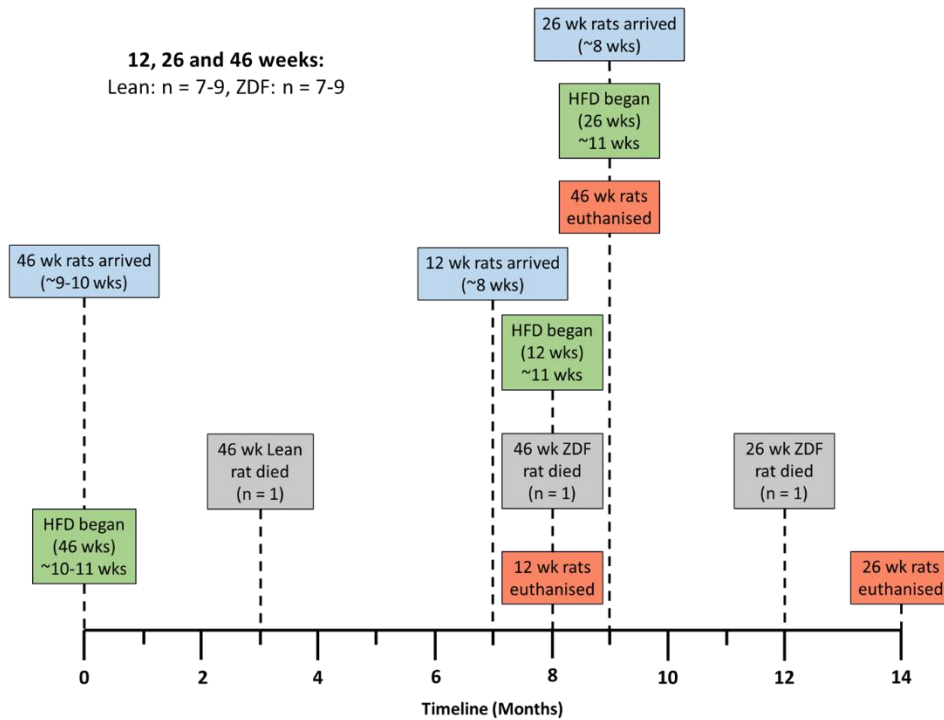 12, 26 and 46 weeks:
Lean: n = 7-9, ZDF: n = 7-9
26 wk rats arrived
(~8 wks)
HFD began
(26 wks)
~11 wks
46 wk rats
euthanised
46 wk rats arrived
(~9-10 wks)
12 wk rats arrived
(~8 wks)
HFD began
(12 wks)
~11 wks
46 wk Lean
rat died
(n = 1)
46 wk ZDF
rat died
(n = 1)
26 wk ZDF
rat died
(n = 1)
HFD began
(46 wks)
~10-11 wks
12 wk rats
euthanised
26 wk rats
euthanised
0 2 4 6 8 10 12 14
Timeline (Months)